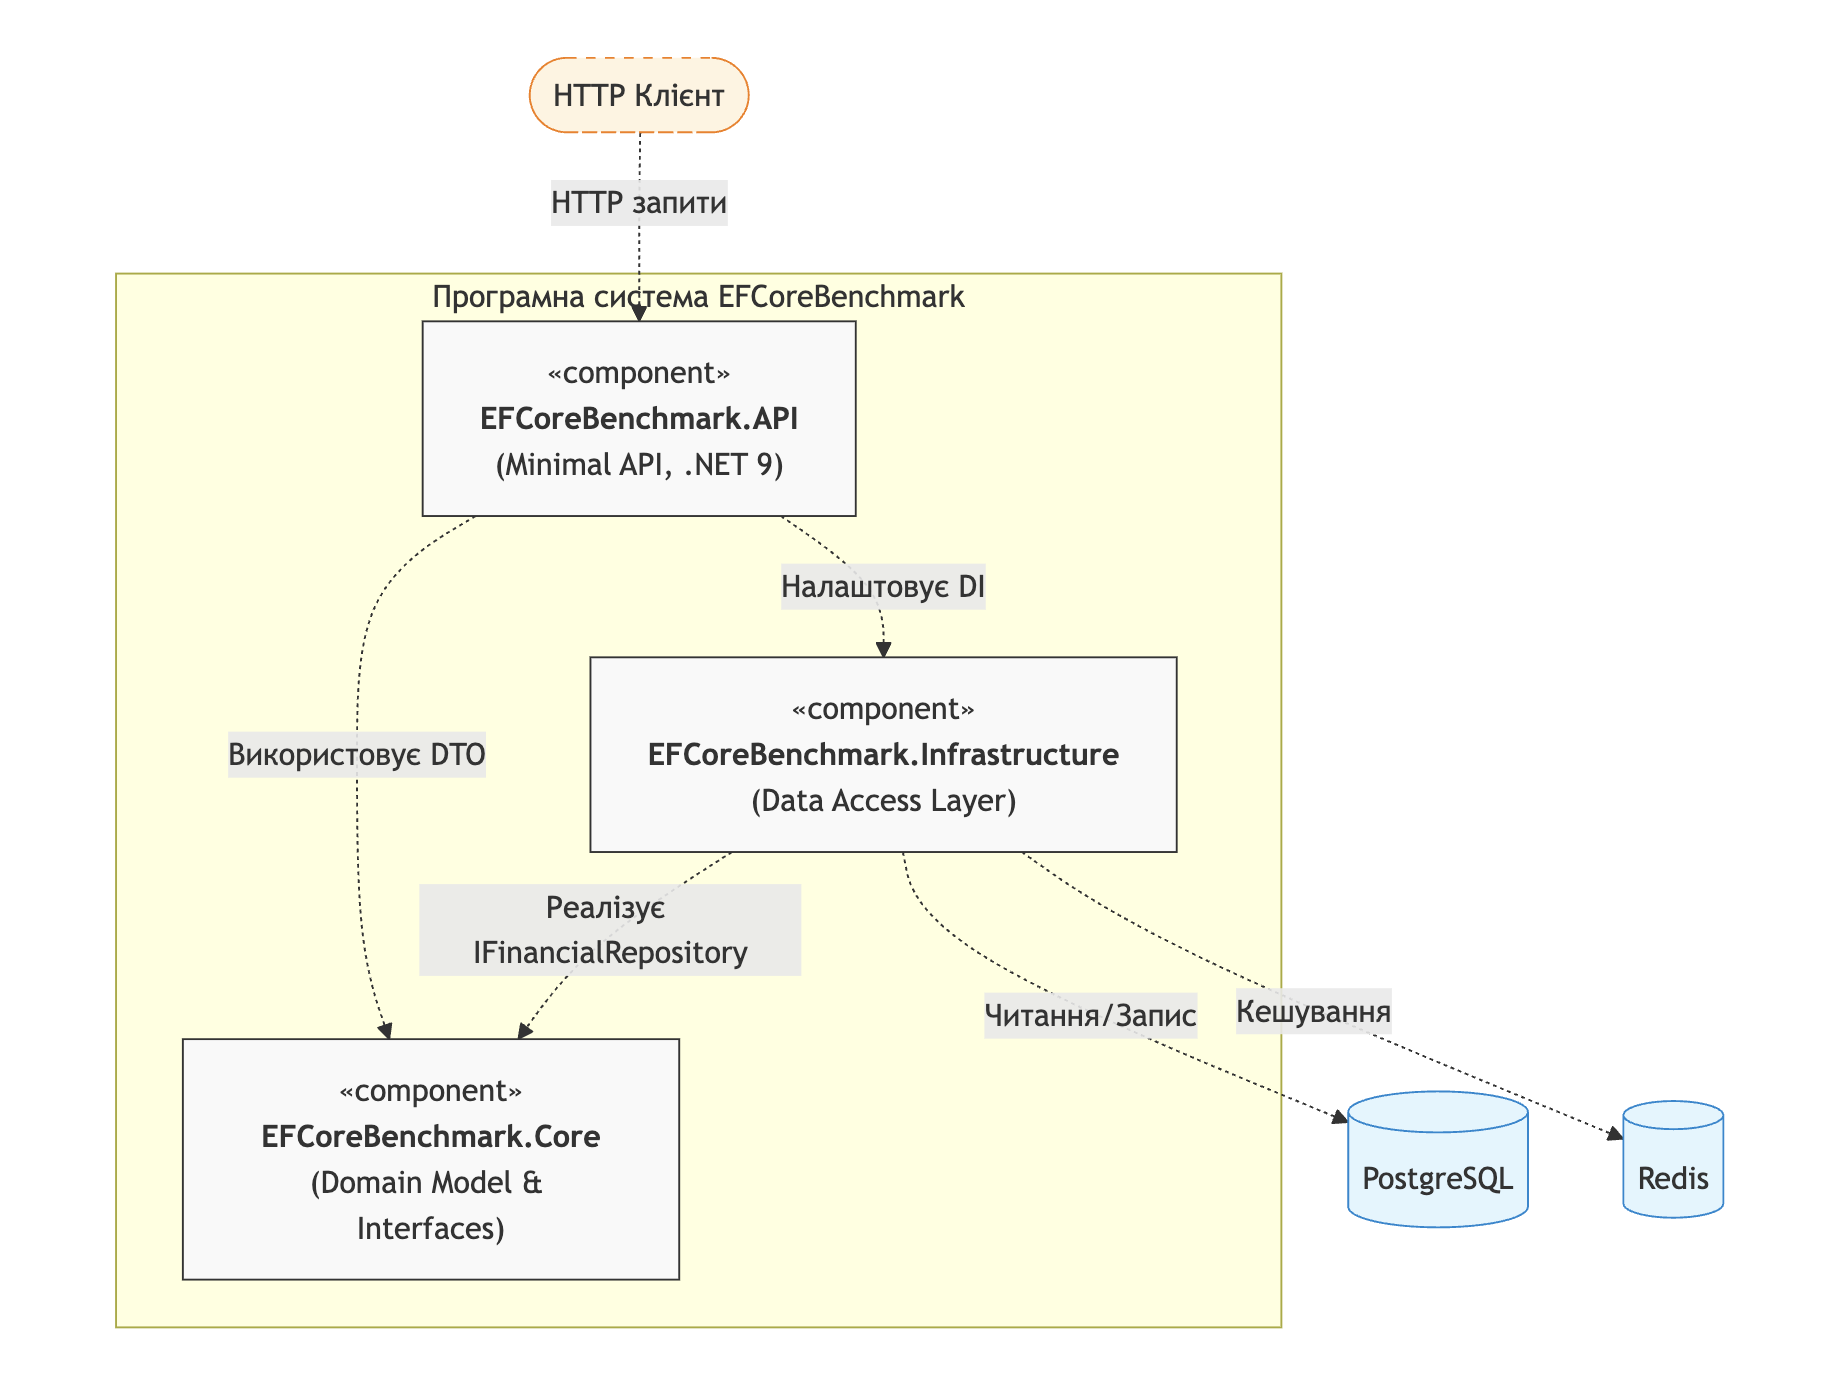 HTTP Клієнт
HTTP запити
Програмна система EFCoreBenchmark
«component»
EFCoreBenchmark.API
(Minimal API, .NET 9)
Налаштовує DI
«component»
EFCoreBenchmark.Infrastructure
(Data Access Layer)
Використовує DTO
Реалізує
IFinancialRepository
Читання/Запис
Кешування
«component»
EFCoreBenchmark.Core
(Domain Model &
Interfaces)
PostgreSQL
Redis